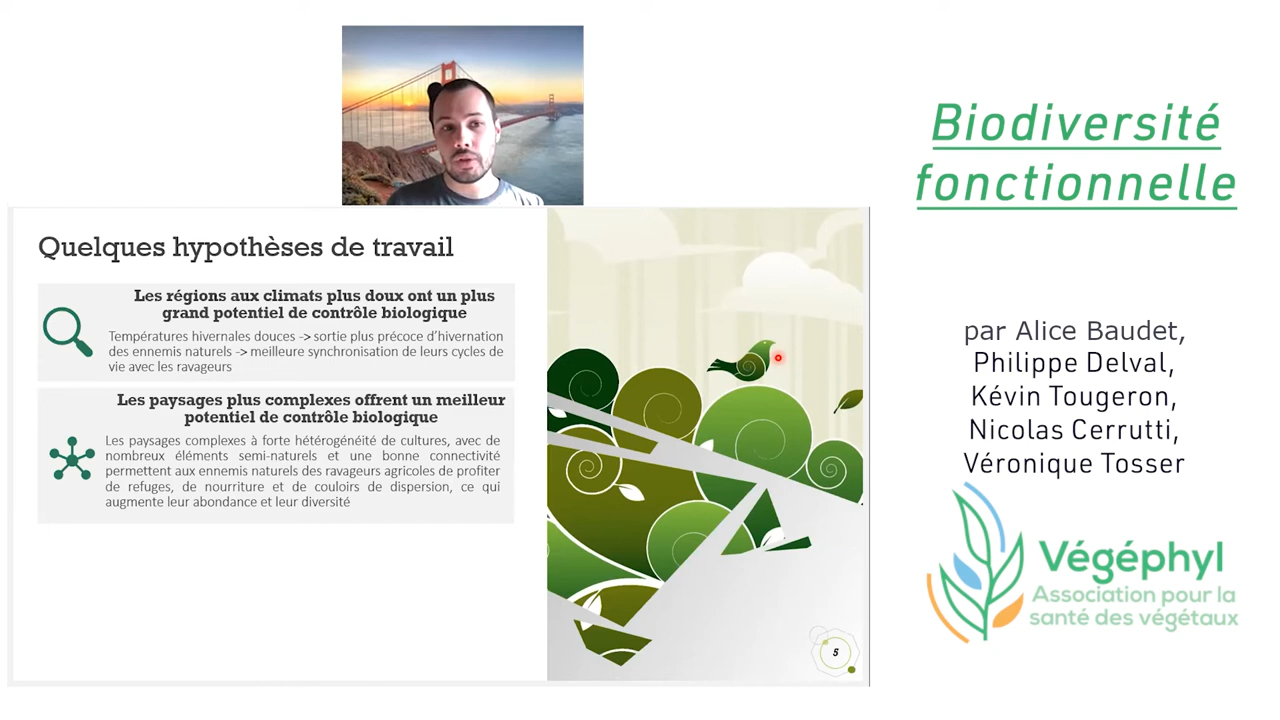 Biodiversité
fonctionnelle
Quelques hypothèses de travail
Les régions aux climats plus doux ont un plus
grand potentiel de contrôle biologique
Températures hivernales douces -> sortie plus précoce d’hivernation
des ennemis naturels -> meilleure synchronisation de leurs cycles de
vie avec les ravageurs
Les paysages plus complexes offrent un meilleur
potentiel de contrôle biologique
Les paysages complexes à forte hétérogénéité de cultures, avec de
nombreux éléments semi-naturels et une bonne connectivité
permettent aux ennemis naturels des ravageurs agricoles de profiter
de refuges, de nourriture et de couloirs de dispersion, ce qui
augmente leur abondance et leur diversité
5
par Alice Baudet,
Philippe Delval,
Kévin Tougeron,
Nicolas Cerrutti,
Véronique Tosser
Végéphyl
Association pour la
santé des végétaux